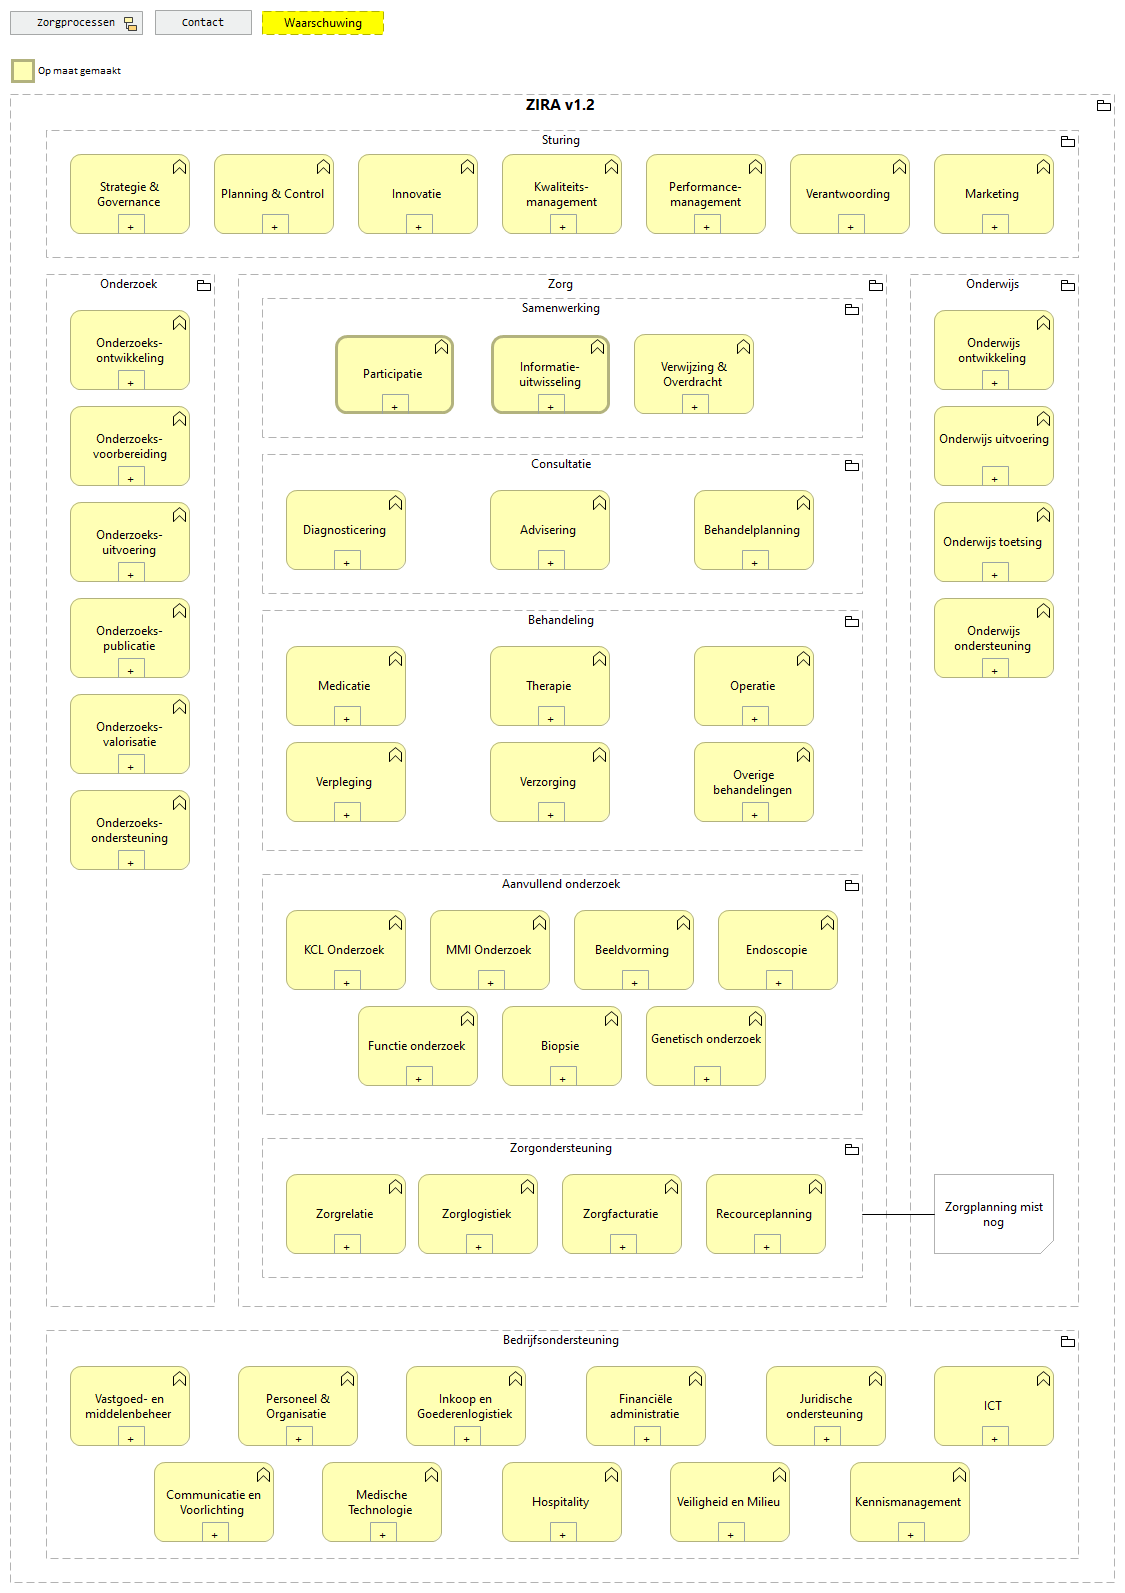 Zorgprocessen
Contact
Waarschuwing
Op maat gemaakt
ZIRA v1.2
Sturing
Strategie &
Governance
Planning & Control
Innovatie
Kwaliteits-
management
Performance-
management
Verantwoording
Marketing
Onderzoek
Onderzoeks-
ontwikkeling
Onderzoeks-
voorbereiding
Onderzoeks-
uitvoering
Onderzoeks-
publicatie
Onderzoeks-
valorisatie
Onderzoeks-
ondersteuning
Zorg
Samenwerking
Participatie
Informatie-
uitwisseling
Verwijzing &
Overdracht
Consultatie
Diagnosticering
Advisering
Behandelplanning
Behandeling
Medicatie
Therapie
Operatie
Verpleging
Verzorging
Overige
behandelingen
Aanvullend onderzoek
KCL Onderzoek
MMI Onderzoek
Beeldvorming
Endoscopie
Functie onderzoek
Biopsie
Genetisch onderzoek
Zorgondersteuning
Zorgrelatie
Zorglogistiek
Zorgfacturatie
Recourceplanning
Onderwijs
Onderwijs
ontwikkeling
Onderwijs uitvoering
Onderwijs toetsing
Onderwijs
ondersteuning
Zorgplanning mist
nog
Bedrijfsondersteuning
Vastgoed- en
middelenbeheer
Personeel &
Organisatie
Inkoop en
Goederenlogistiek
Financiële
administratie
Juridische
ondersteuning
ICT
Communicatie en
Voorlichting
Medische
Technologie
Hospitality
Veiligheid en Milieu
Kennismanagement